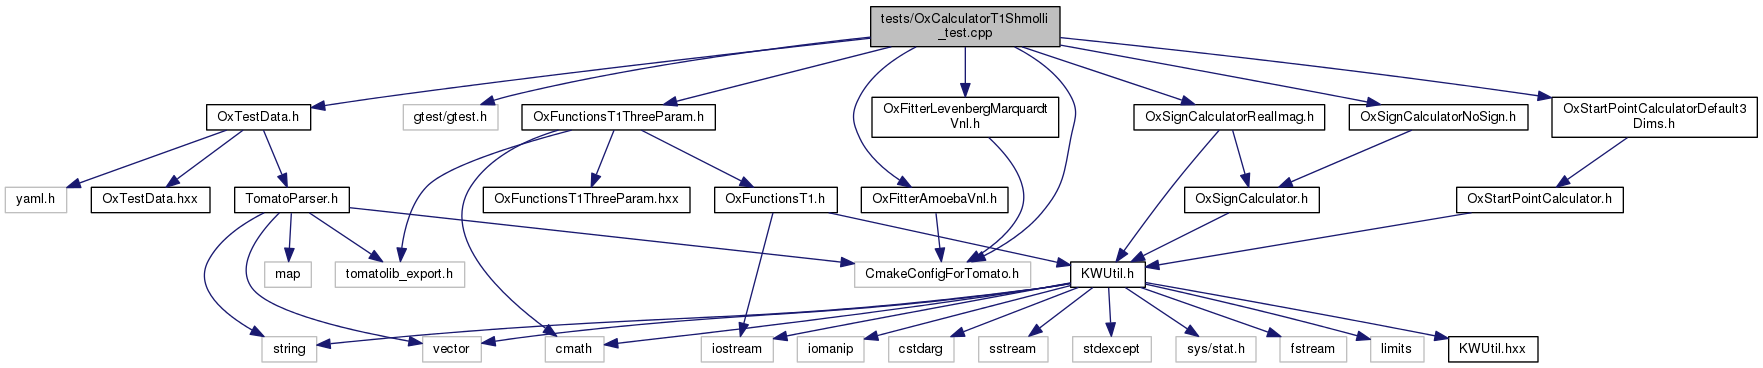 tests/OxCalculatorT1Shmolli
_test.cpp
OxTestData.h
gtest/gtest.h
OxFunctionsT1ThreeParam.h
OxFitterLevenbergMarquardt
Vnl.h
OxSignCalculatorRealImag.h
OxSignCalculatorNoSign.h
OxStartPointCalculatorDefault3
Dims.h
yaml.h
OxTestData.hxx
TomatoParser.h
OxFunctionsT1ThreeParam.hxx
OxFunctionsT1.h
OxFitterAmoebaVnl.h
OxSignCalculator.h
OxStartPointCalculator.h
map
tomatolib_export.h
CmakeConfigForTomato.h
KWUtil.h
string
vector
cmath
iostream
iomanip
cstdarg
sstream
stdexcept
sys/stat.h
fstream
limits
KWUtil.hxx